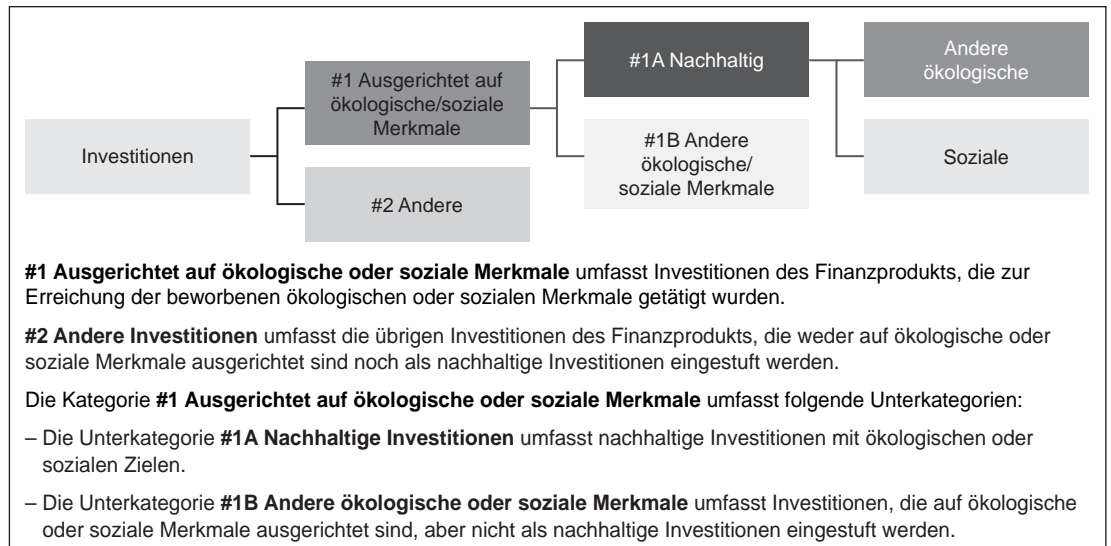 Investitionen
#1 Ausgerichtet auf
ökologische/soziale
Merkmale
#2 Andere
#1A Nachhaltig
#1B Andere
ökologische/
soziale Merkmale
Andere
ökologische
Soziale
#1 Ausgerichtet auf ökologische oder soziale Merkmale umfasst Investitionen des Finanzprodukts, die zur
Erreichung der beworbenen ökologischen oder sozialen Merkmale getätigt wurden.
#2 Andere Investitionen umfasst die übrigen Investitionen des Finanzprodukts, die weder auf ökologische oder
soziale Merkmale ausgerichtet sind noch als nachhaltige Investitionen eingestuft werden.
Die Kategorie #1 Ausgerichtet auf ökologische oder soziale Merkmale umfasst folgende Unterkategorien:
– Die Unterkategorie #1A Nachhaltige Investitionen umfasst nachhaltige Investitionen mit ökologischen oder
sozialen Zielen.
– Die Unterkategorie #1B Andere ökologische oder soziale Merkmale umfasst Investitionen, die auf ökologische
oder soziale Merkmale ausgerichtet sind, aber nicht als nachhaltige Investitionen eingestuft werden.